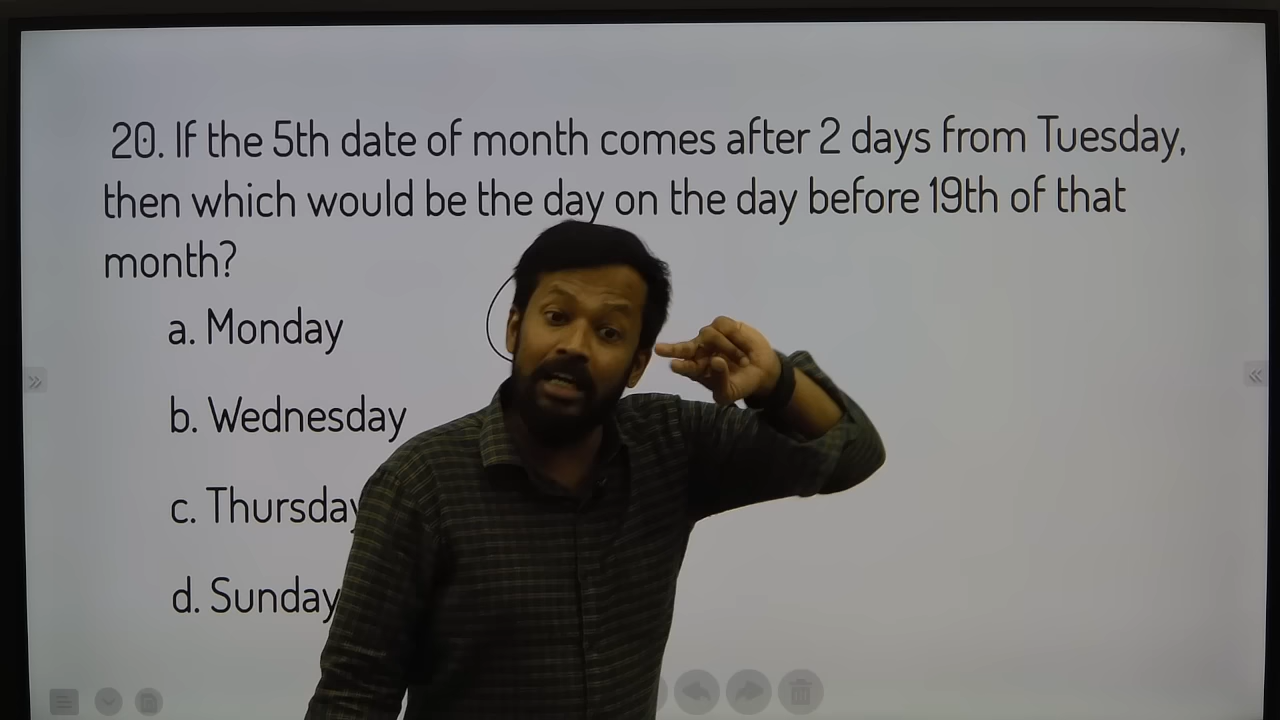 20. If the 5th date of month comes after 2 days from Tuesday,
then which would be the day on the day before 19th of that
month?
a. Monday
b. Wednesday
c. Thursday
d. Sunday